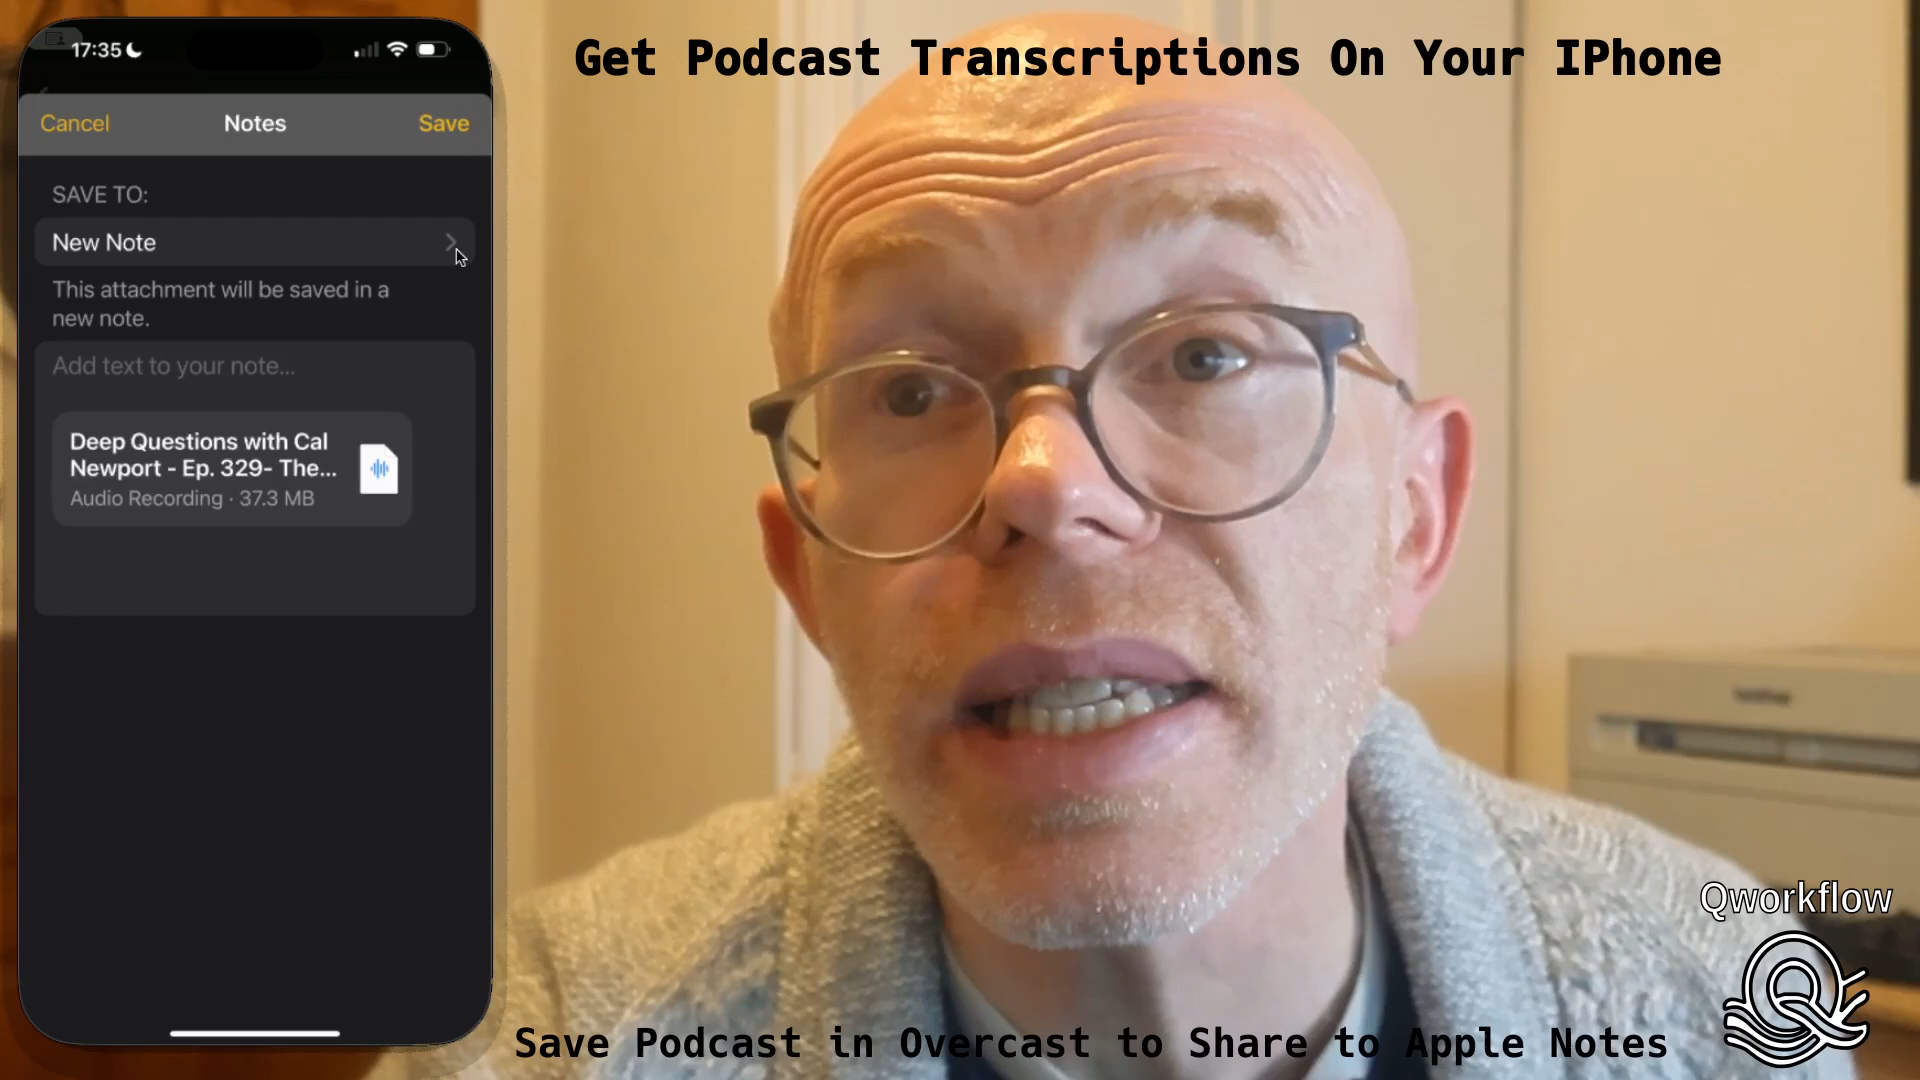 Get Podcast Transcriptions On Your IPhone
17:35
Cancel
Notes
Save
SAVE TO:
New Note
This attachment will be saved in a
new note.
Add text to your note...
Deep Questions with Cal
Newport - Ep. 329- The...
Audio Recording · 37.3 MB
brother
Qworkflow
Save Podcast in Overcast to Share to Apple Notes